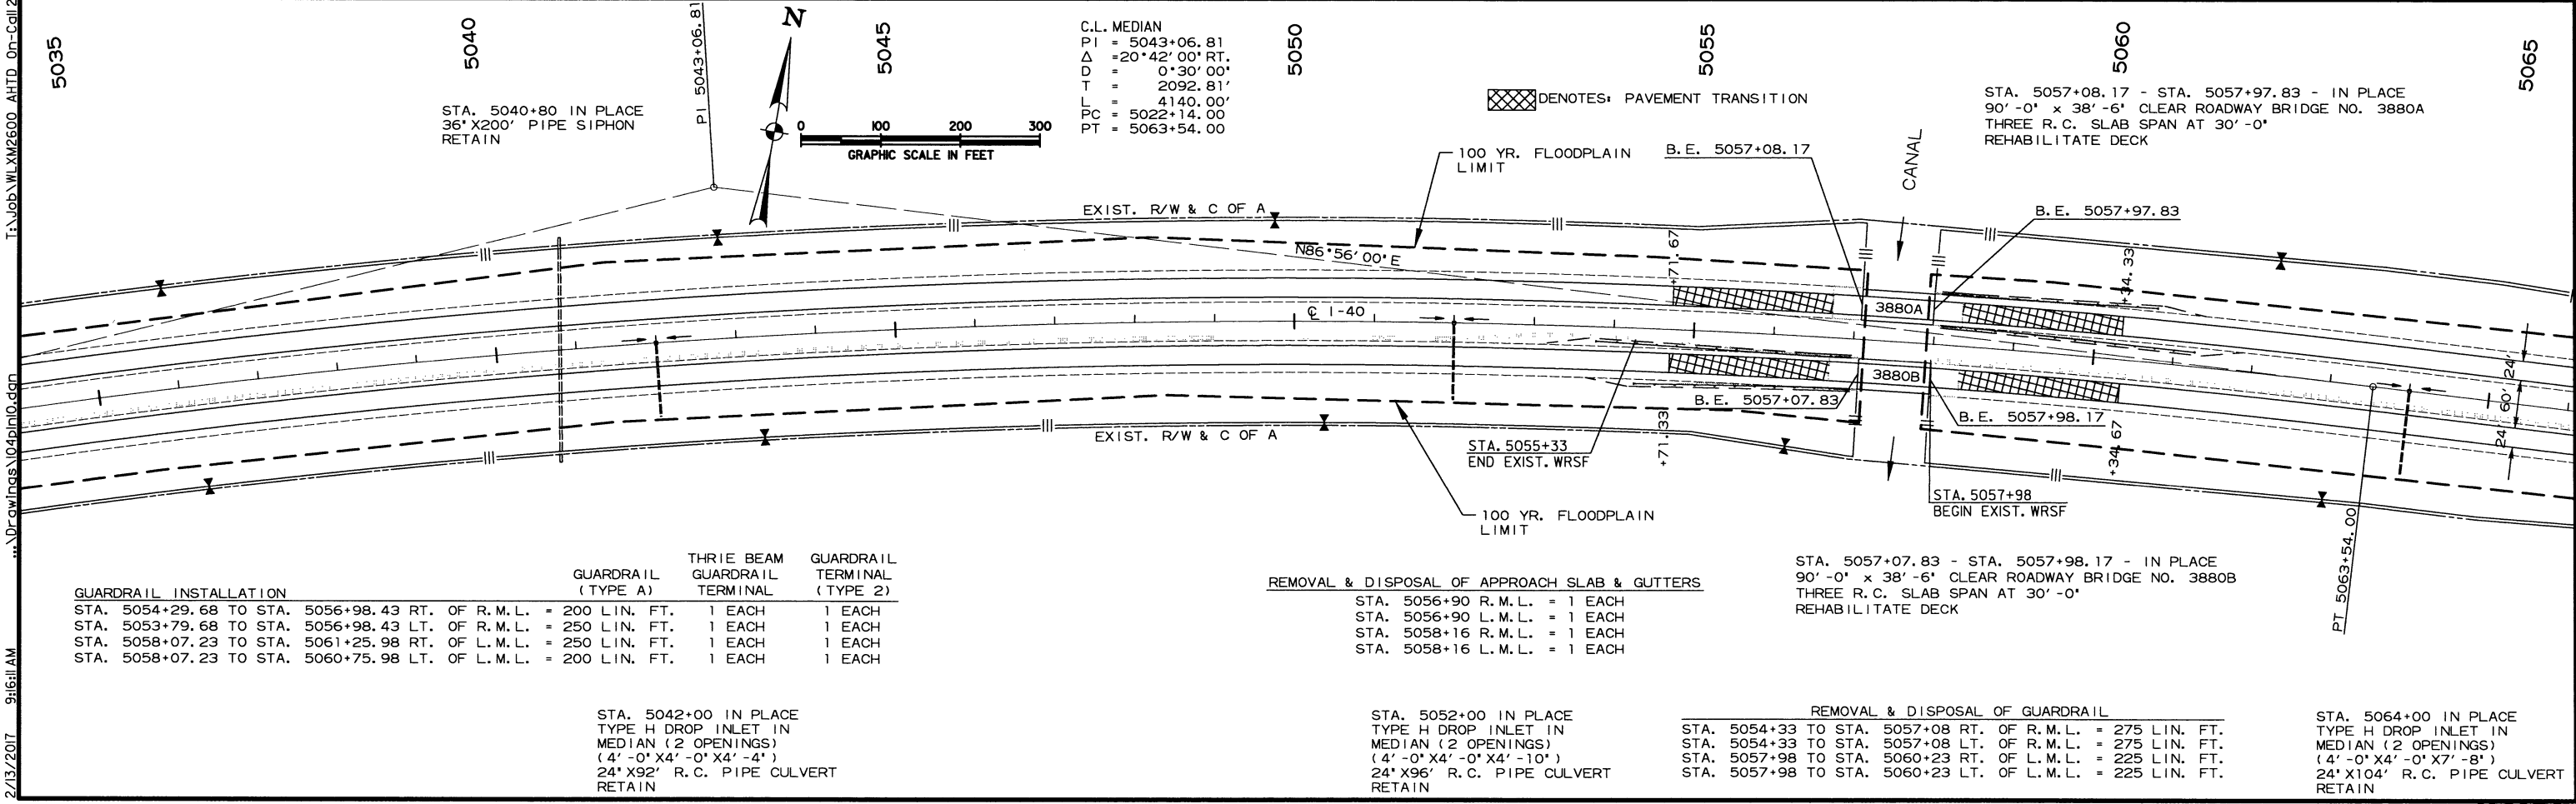 T:\Job\WLXM2600 AHTD On-Call 2
...\Drawings\104pln10.dgn
2/13/2017 9:16:11 AM
5035
5040
5045
5050
5055
5060
5065
PI 5043+06.81
N
STA. 5040+80 IN PLACE
36"X200' PIPE SIPHON
RETAIN
0 100 200 300
GRAPHIC SCALE IN FEET
C.L. MEDIAN
PI = 5043+06.81
Δ =20°42'00" RT.
D = 0°30'00"
T = 2092.81'
L = 4140.00'
PC = 5022+14.00
PT = 5063+54.00
DENOTES: PAVEMENT TRANSITION
STA. 5057+08.17 - STA. 5057+97.83 - IN PLACE
90'-0" x 38'-6" CLEAR ROADWAY BRIDGE NO. 3880A
THREE R.C. SLAB SPAN AT 30'-0"
REHABILITATE DECK
100 YR. FLOODPLAIN
LIMIT
B.E. 5057+08.17
CANAL
B.E. 5057+97.83
EXIST. R/W & C OF A
N86°56'00"E
+71.67
+34.33
℄ I-40
3880A
3880B
B.E. 5057+07.83
B.E. 5057+98.17
24'
60'
24'
EXIST. R/W & C OF A
STA. 5055+33
END EXIST. WRSF
+71.33
+34.67
STA. 5057+98
BEGIN EXIST. WRSF
100 YR. FLOODPLAIN
LIMIT
PT 5063+54.00
GUARDRAIL INSTALLATION GUARDRAIL (TYPE A) THRIE BEAM GUARDRAIL TERMINAL GUARDRAIL TERMINAL (TYPE 2)
STA. 5054+29.68 TO STA. 5056+98.43 RT. OF R.M.L. = 200 LIN. FT. 1 EACH 1 EACH
STA. 5053+79.68 TO STA. 5056+98.43 LT. OF R.M.L. = 250 LIN. FT. 1 EACH 1 EACH
STA. 5058+07.23 TO STA. 5061+25.98 RT. OF L.M.L. = 250 LIN. FT. 1 EACH 1 EACH
STA. 5058+07.23 TO STA. 5060+75.98 LT. OF L.M.L. = 200 LIN. FT. 1 EACH 1 EACH
REMOVAL & DISPOSAL OF APPROACH SLAB & GUTTERS
STA. 5056+90 R.M.L. = 1 EACH
STA. 5056+90 L.M.L. = 1 EACH
STA. 5058+16 R.M.L. = 1 EACH
STA. 5058+16 L.M.L. = 1 EACH
STA. 5057+07.83 - STA. 5057+98.17 - IN PLACE
90'-0" x 38'-6" CLEAR ROADWAY BRIDGE NO. 3880B
THREE R.C. SLAB SPAN AT 30'-0"
REHABILITATE DECK
STA. 5042+00 IN PLACE
TYPE H DROP INLET IN
MEDIAN (2 OPENINGS)
(4'-0"X4'-0"X4'-4")
24"X92' R.C. PIPE CULVERT
RETAIN
STA. 5052+00 IN PLACE
TYPE H DROP INLET IN
MEDIAN (2 OPENINGS)
(4'-0"X4'-0"X4'-10")
24"X96' R.C. PIPE CULVERT
RETAIN
REMOVAL & DISPOSAL OF GUARDRAIL
STA. 5054+33 TO STA. 5057+08 RT. OF R.M.L. = 275 LIN. FT.
STA. 5054+33 TO STA. 5057+08 LT. OF R.M.L. = 275 LIN. FT.
STA. 5057+98 TO STA. 5060+23 RT. OF L.M.L. = 225 LIN. FT.
STA. 5057+98 TO STA. 5060+23 LT. OF L.M.L. = 225 LIN. FT.
STA. 5064+00 IN PLACE
TYPE H DROP INLET IN
MEDIAN (2 OPENINGS)
(4'-0"X4'-0"X7'-8")
24"X104' R.C. PIPE CULVERT
RETAIN